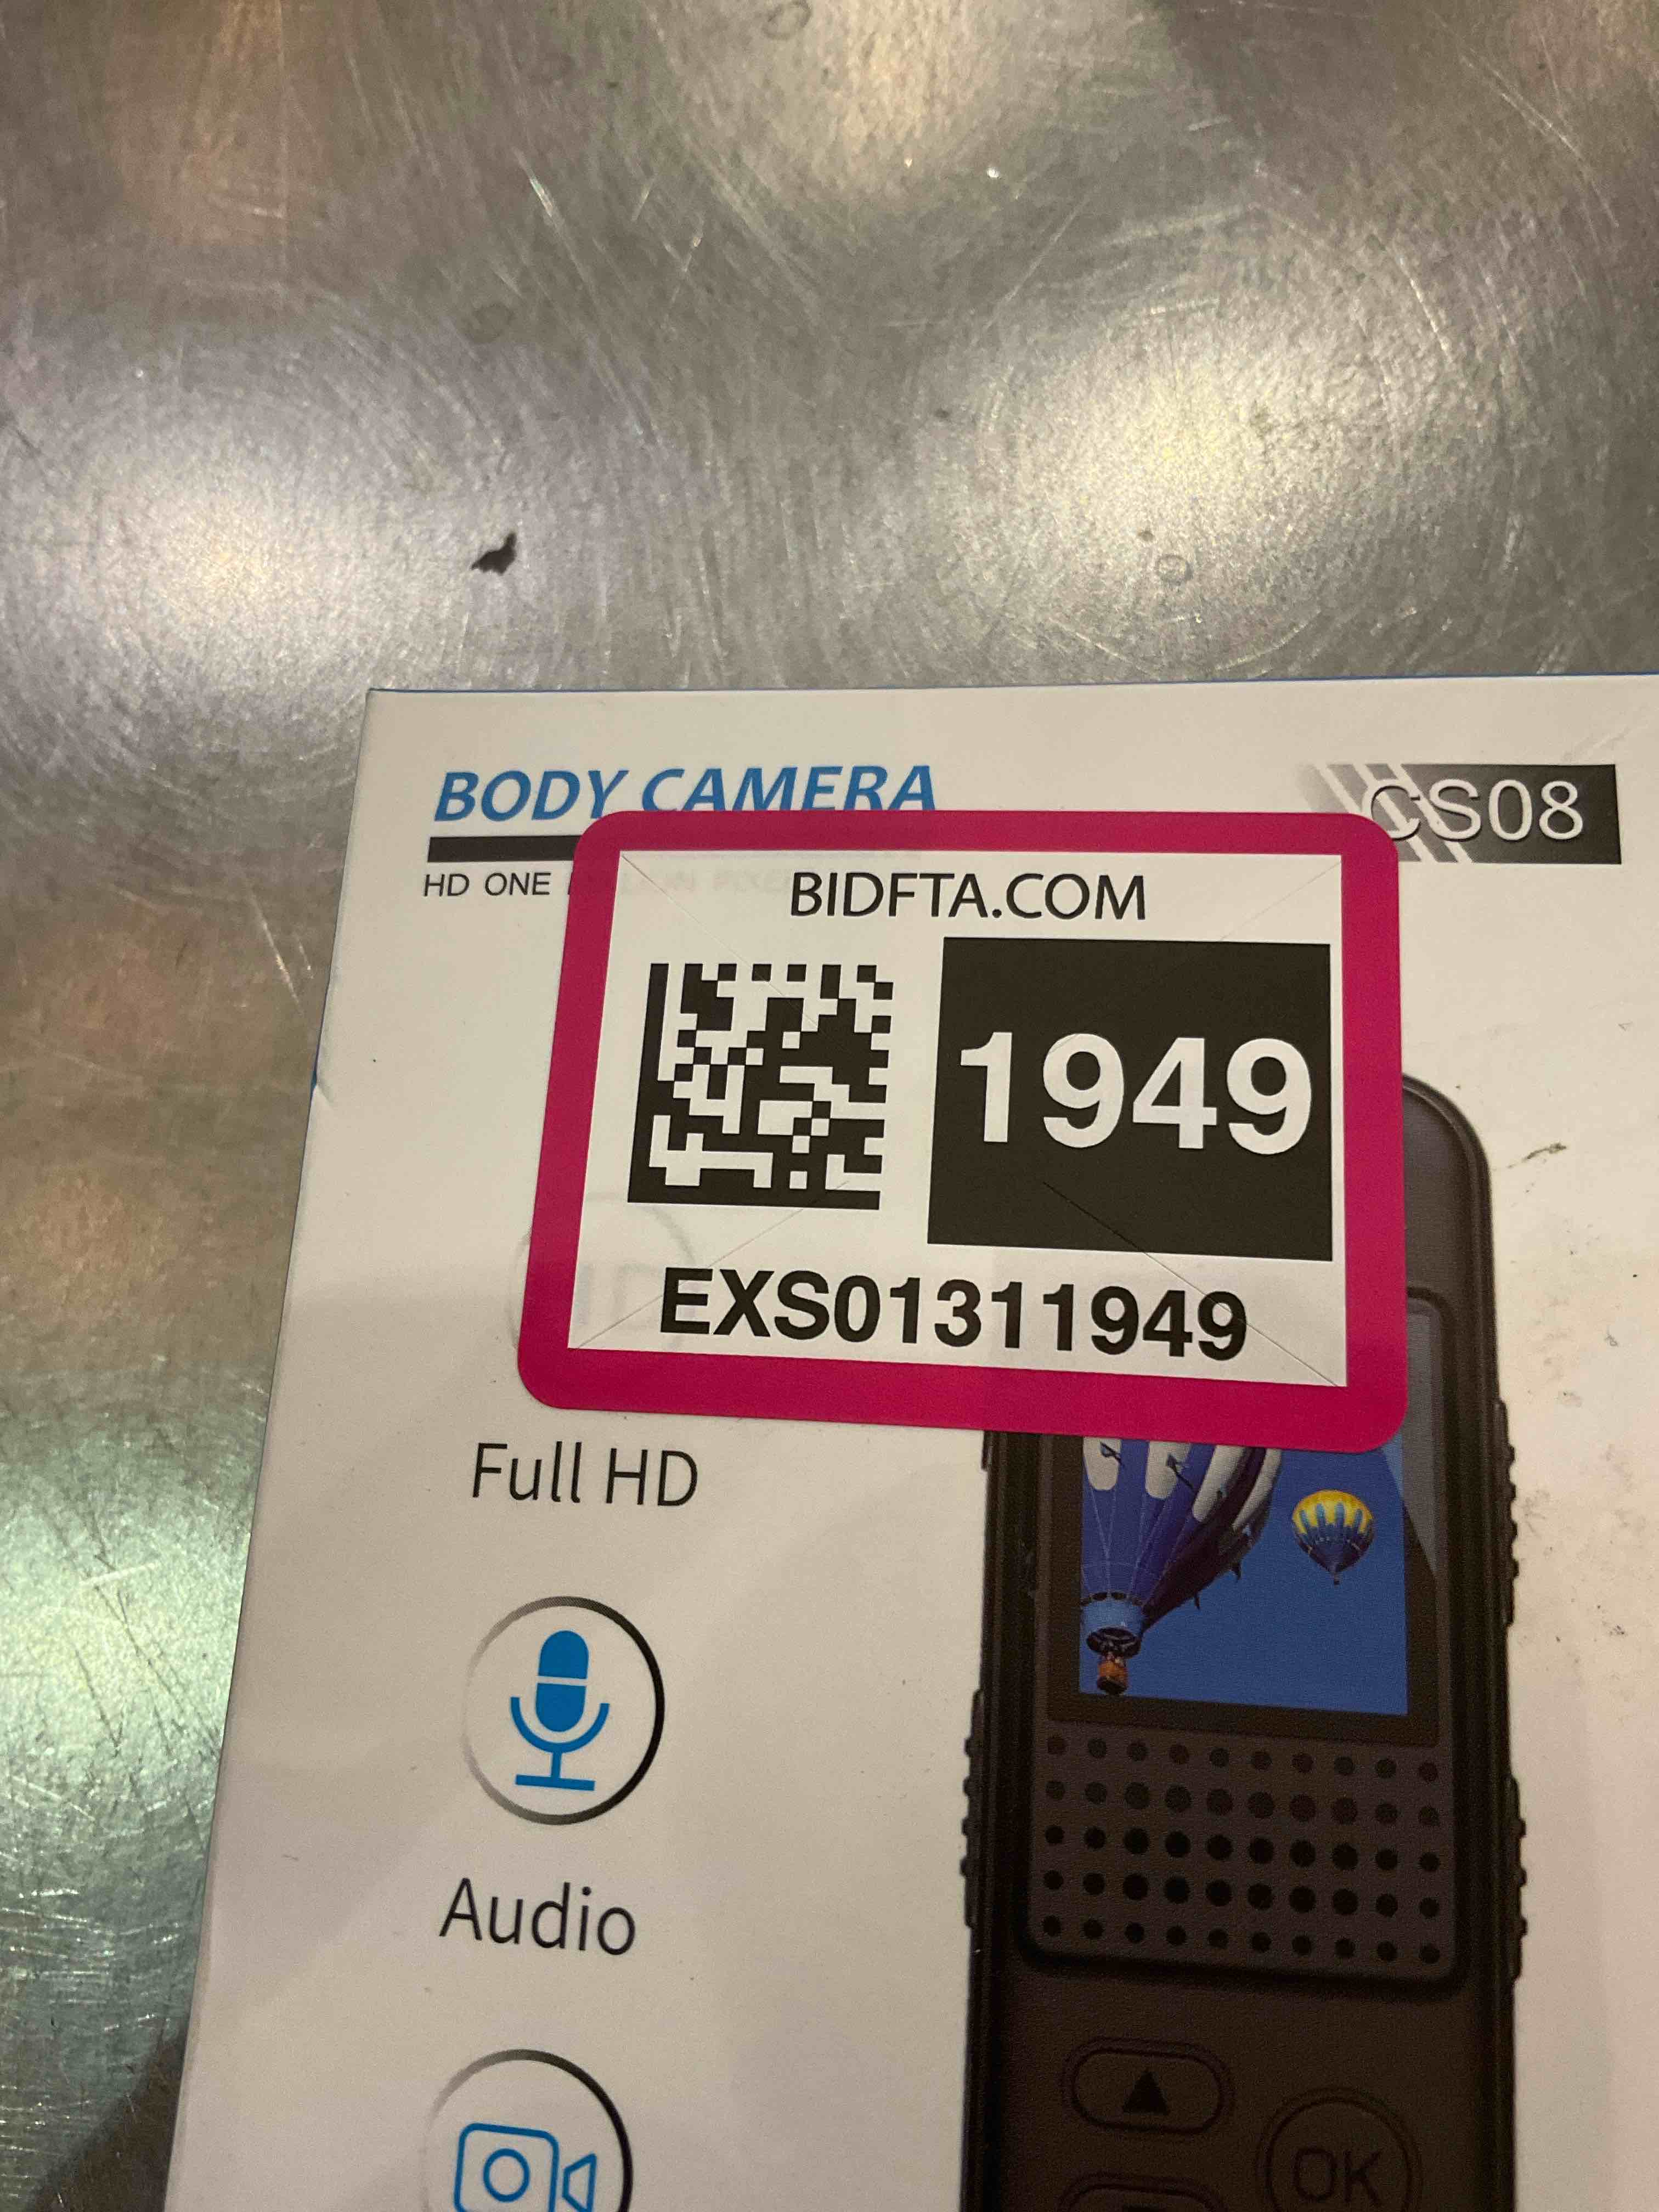 BODY CAMERA
CS08
HD ONE
BIDFTA.COM
1949
EXS01311949
Full HD
Audio
OK